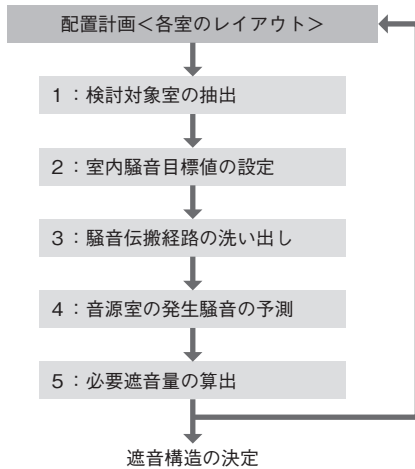 配置計画＜各室のレイアウト＞
1：検討対象室の抽出
2：室内騒音目標値の設定
3：騒音伝搬経路の洗い出し
4：音源室の発生騒音の予測
5：必要遮音量の算出
遮音構造の決定